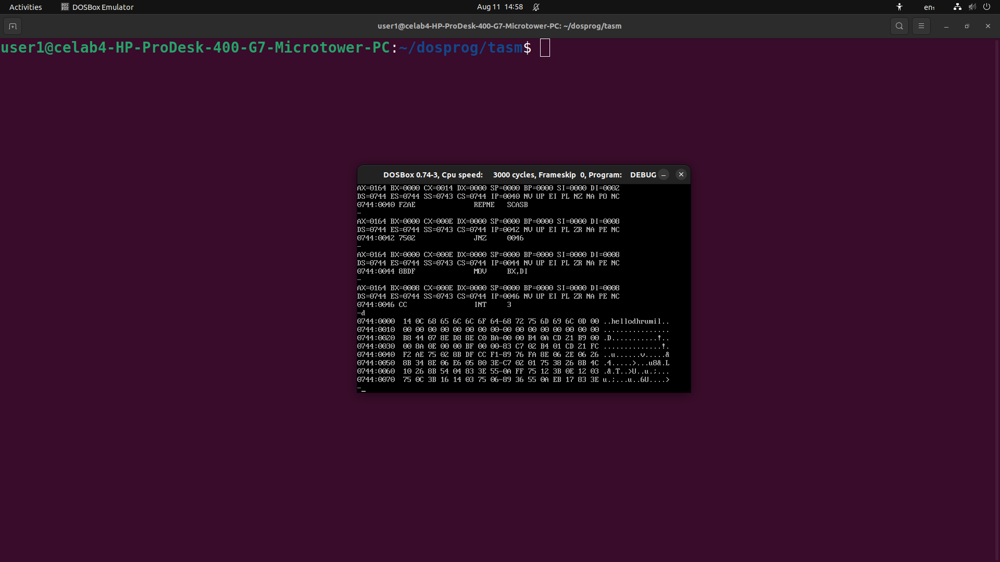 Activities
DOSBox Emulator
Aug 11 14:58
en₁
user1@celab4-HP-ProDesk-400-G7-Microtower-PC: ~/dosprog/tasm
user1@celab4-HP-ProDesk-400-G7-Microtower-PC:~/dosprog/tasm$
DOSBox 0.74-3, Cpu speed: 3000 cycles, Frameskip 0, Program: DEBUG
AX=0164 BX=0000 CX=0014 DX=0000 SP=0000 BP=0000 SI=0000 DI=0002
DS=0744 ES=0744 SS=0743 CS=0744 IP=0040 NV UP EI PL NZ NA PO NC
0744:0040 F2AE REPNE SCASB
-
AX=0164 BX=0000 CX=000E DX=0000 SP=0000 BP=0000 SI=0000 DI=0008
DS=0744 ES=0744 SS=0743 CS=0744 IP=0042 NV UP EI PL ZR NA PE NC
0744:0042 7502 JNZ 0046
-
AX=0164 BX=0000 CX=000E DX=0000 SP=0000 BP=0000 SI=0000 DI=0008
DS=0744 ES=0744 SS=0743 CS=0744 IP=0044 NV UP EI PL ZR NA PE NC
0744:0044 8BDF MOV BX,DI
-
AX=0164 BX=0008 CX=000E DX=0000 SP=0000 BP=0000 SI=0000 DI=0008
DS=0744 ES=0744 SS=0743 CS=0744 IP=0046 NV UP EI PL ZR NA PE NC
0744:0046 CC INT 3
-d
0744:0000 14 0C 68 65 6C 6C 6F 64-68 72 75 6D 69 6C 0D 00 ..hellodhrumil..
0744:0010 00 00 00 00 00 00 00 00-00 00 00 00 00 00 00 00 ................
0744:0020 B8 44 07 8E D8 8E C0 BA-00 00 B4 0A CD 21 B9 00 .D...........!..
0744:0030 00 8A 0E 00 00 BF 00 00-83 C7 02 B4 01 CD 21 FC ..............!.
0744:0040 F2 AE 75 02 8B DF CC F1-89 76 FA 8E 06 2E 06 26 ..u......v.....&
0744:0050 8B 34 8E 06 E6 05 80 3E-C7 02 01 75 38 26 8B 4C .4.....>...u8&.L
0744:0060 10 26 8B 54 04 83 3E 55-0A FF 75 12 3B 0E 12 03 .&.T..>U..u.;...
0744:0070 75 0C 3B 16 14 03 75 06-89 36 55 0A EB 17 83 3E u.;...u..6U....>
-_